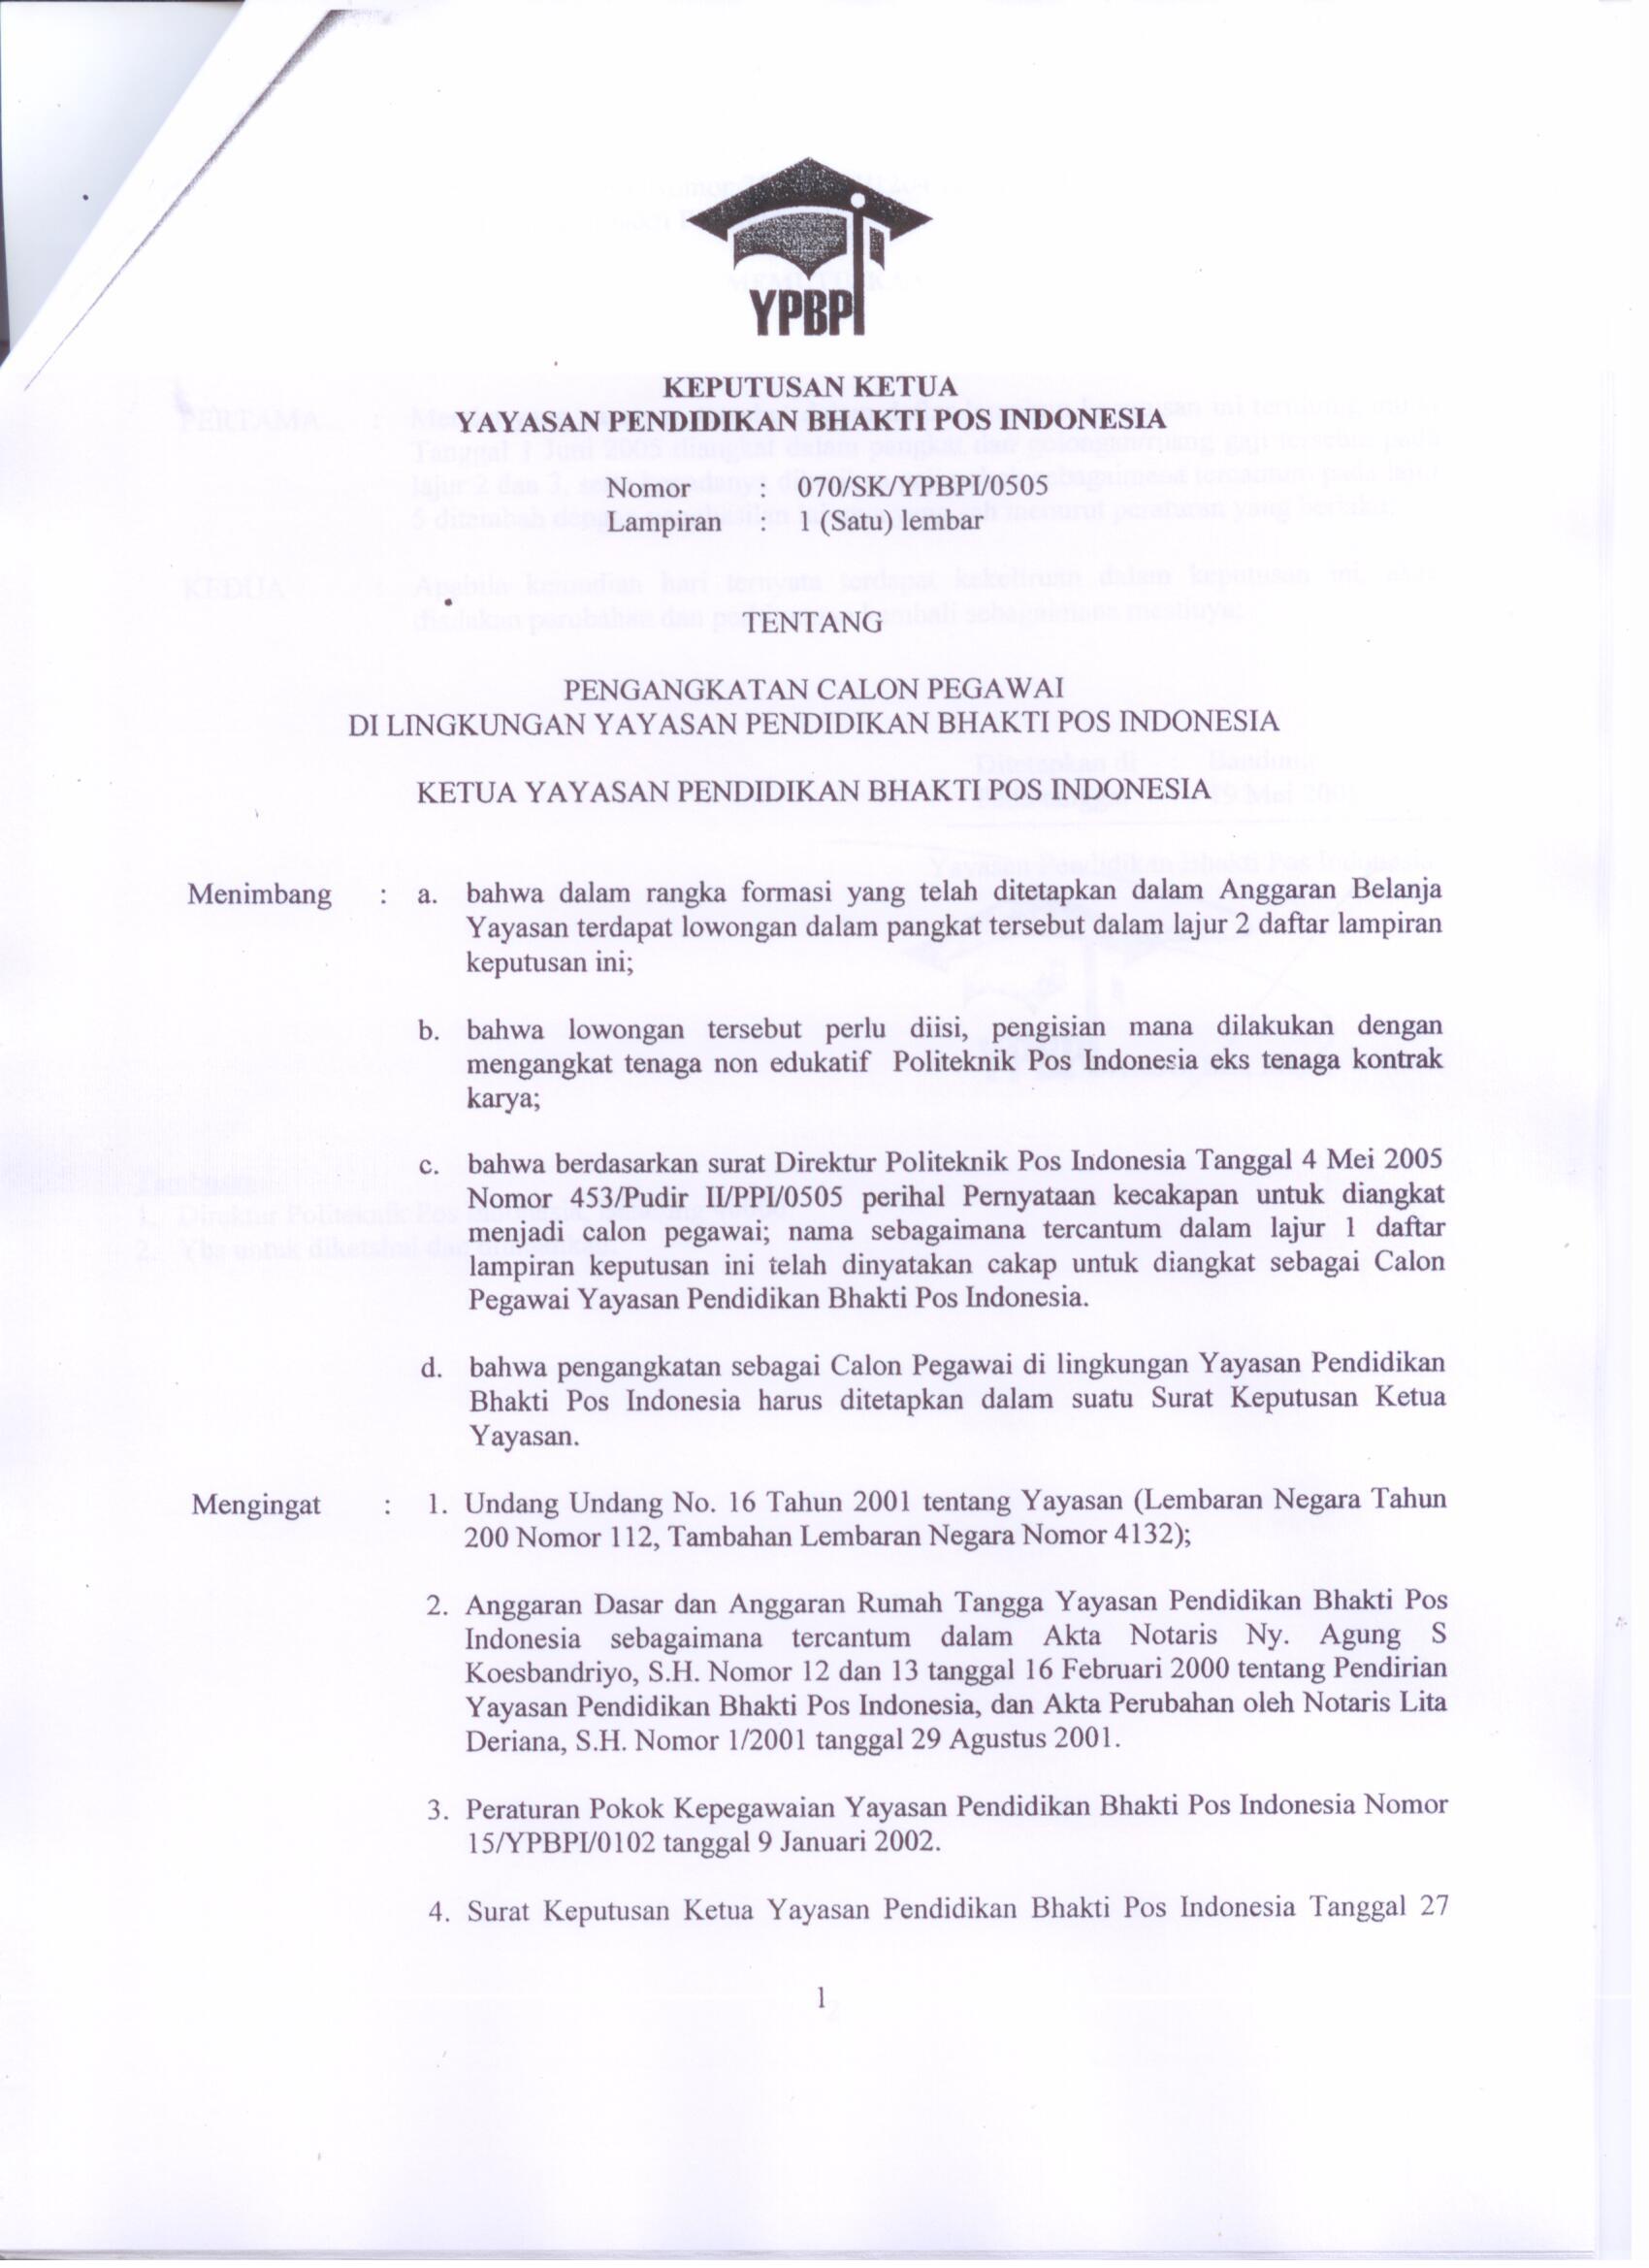 YPBPI
KEPUTUSAN KETUA
YAYASAN PENDIDIKAN BHAKTI POS INDONESIA
Nomor : 070/SK/YPBPI/0505
Lampiran : 1 (Satu) lembar
TENTANG
PENGANGKATAN CALON PEGAWAI
DI LINGKUNGAN YAYASAN PENDIDIKAN BHAKTI POS INDONESIA
KETUA YAYASAN PENDIDIKAN BHAKTI POS INDONESIA
Menimbang : a. bahwa dalam rangka formasi yang telah ditetapkan dalam Anggaran Belanja
Yayasan terdapat lowongan dalam pangkat tersebut dalam lajur 2 daftar lampiran
keputusan ini;
b. bahwa lowongan tersebut perlu diisi, pengisian mana dilakukan dengan
mengangkat tenaga non edukatif Politeknik Pos Indonesia eks tenaga kontrak
karya;
c. bahwa berdasarkan surat Direktur Politeknik Pos Indonesia Tanggal 4 Mei 2005
Nomor 453/Pudir II/PPI/0505 perihal Pernyataan kecakapan untuk diangkat
menjadi calon pegawai; nama sebagaimana tercantum dalam lajur 1 daftar
lampiran keputusan ini telah dinyatakan cakap untuk diangkat sebagai Calon
Pegawai Yayasan Pendidikan Bhakti Pos Indonesia.
d. bahwa pengangkatan sebagai Calon Pegawai di lingkungan Yayasan Pendidikan
Bhakti Pos Indonesia harus ditetapkan dalam suatu Surat Keputusan Ketua
Yayasan.
Mengingat : 1. Undang Undang No. 16 Tahun 2001 tentang Yayasan (Lembaran Negara Tahun
200 Nomor 112, Tambahan Lembaran Negara Nomor 4132);
2. Anggaran Dasar dan Anggaran Rumah Tangga Yayasan Pendidikan Bhakti Pos
Indonesia sebagaimana tercantum dalam Akta Notaris Ny. Agung S
Koesbandriyo, S.H. Nomor 12 dan 13 tanggal 16 Februari 2000 tentang Pendirian
Yayasan Pendidikan Bhakti Pos Indonesia, dan Akta Perubahan oleh Notaris Lita
Deriana, S.H. Nomor 1/2001 tanggal 29 Agustus 2001.
3. Peraturan Pokok Kepegawaian Yayasan Pendidikan Bhakti Pos Indonesia Nomor
15/YPBPI/0102 tanggal 9 Januari 2002.
4. Surat Keputusan Ketua Yayasan Pendidikan Bhakti Pos Indonesia Tanggal 27
1